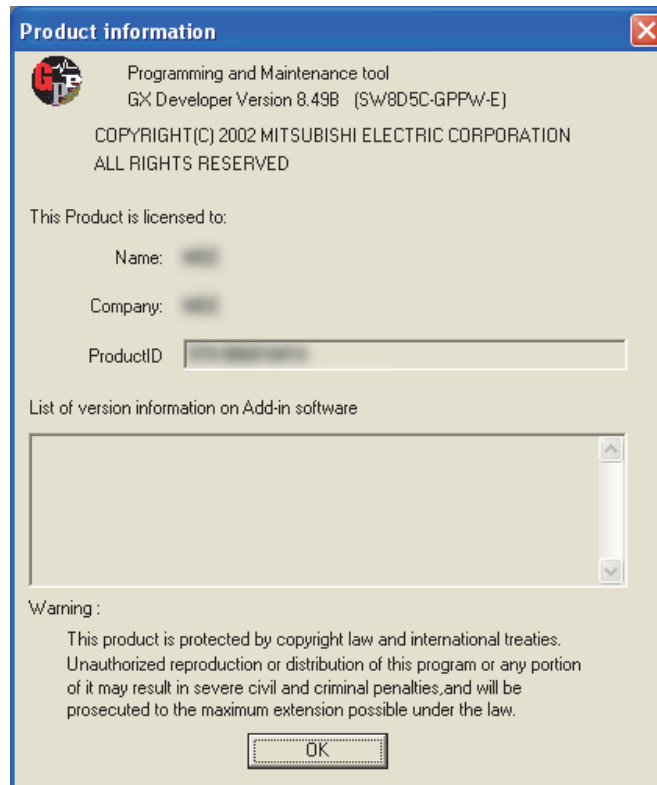 Product information
Programming and Maintenance tool
GX Developer Version 8.49B (SW8D5C-GPPW-E)
COPYRIGHT(C) 2002 MITSUBISHI ELECTRIC CORPORATION
ALL RIGHTS RESERVED
This Product is licensed to:
Name:
Company:
ProductID
List of version information on Add-in software
Warning :
This product is protected by copyright law and international treaties.
Unauthorized reproduction or distribution of this program or any portion
of it may result in severe civil and criminal penalties,and will be
prosecuted to the maximum extension possible under the law.
OK